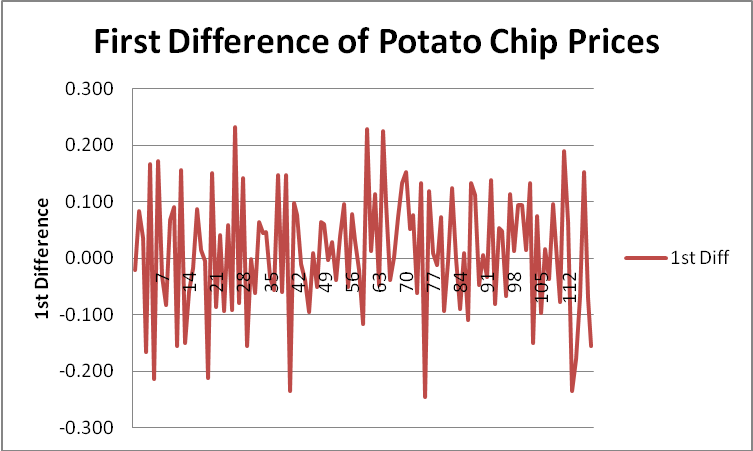 First Difference of Potato Chip Prices
0.300
0.200
0.100
0.000
-0.100
-0.200
-0.300
1st Difference
7 14 21 28 35 42 49 56 63 70 77 84 91 98 105 112
1st Diff